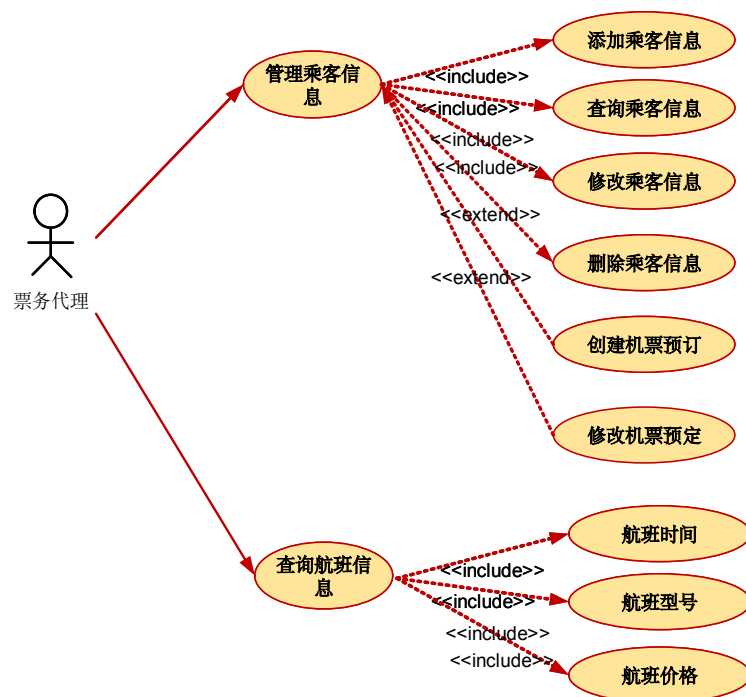 添加乘客信息
管理乘客信
息
<<include>>
查询乘客信息
<<include>>
<<include>>
<<include>>
修改乘客信息
<<extend>>
删除乘客信息
<<extend>>
票务代理
创建机票预订
修改机票预定
航班时间
查询航班信
息
<<include>>
航班型号
<<include>>
<<include>>
<<include>>
航班价格